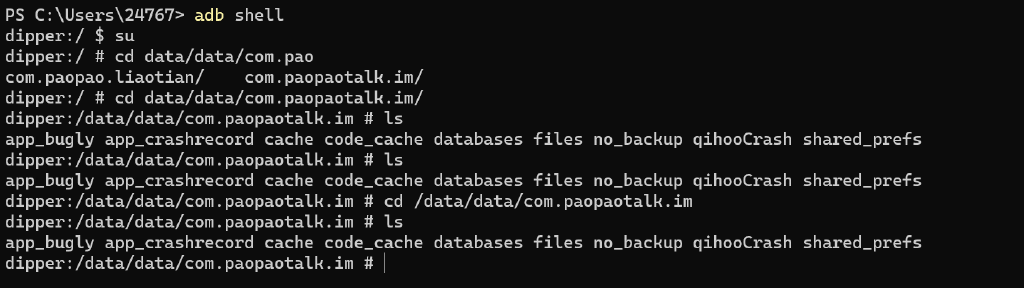 PS C:\Users\24767> adb shell
dipper:/ $ su
dipper:/ # cd data/data/com.pao
com.paopao.liaotian/    com.paopaotalk.im/
dipper:/ # cd data/data/com.paopaotalk.im/
dipper:/data/data/com.paopaotalk.im # ls
app_bugly app_crashrecord cache code_cache databases files no_backup qihooCrash shared_prefs
dipper:/data/data/com.paopaotalk.im # ls
app_bugly app_crashrecord cache code_cache databases files no_backup qihooCrash shared_prefs
dipper:/data/data/com.paopaotalk.im # cd /data/data/com.paopaotalk.im
dipper:/data/data/com.paopaotalk.im # ls
app_bugly app_crashrecord cache code_cache databases files no_backup qihooCrash shared_prefs
dipper:/data/data/com.paopaotalk.im #